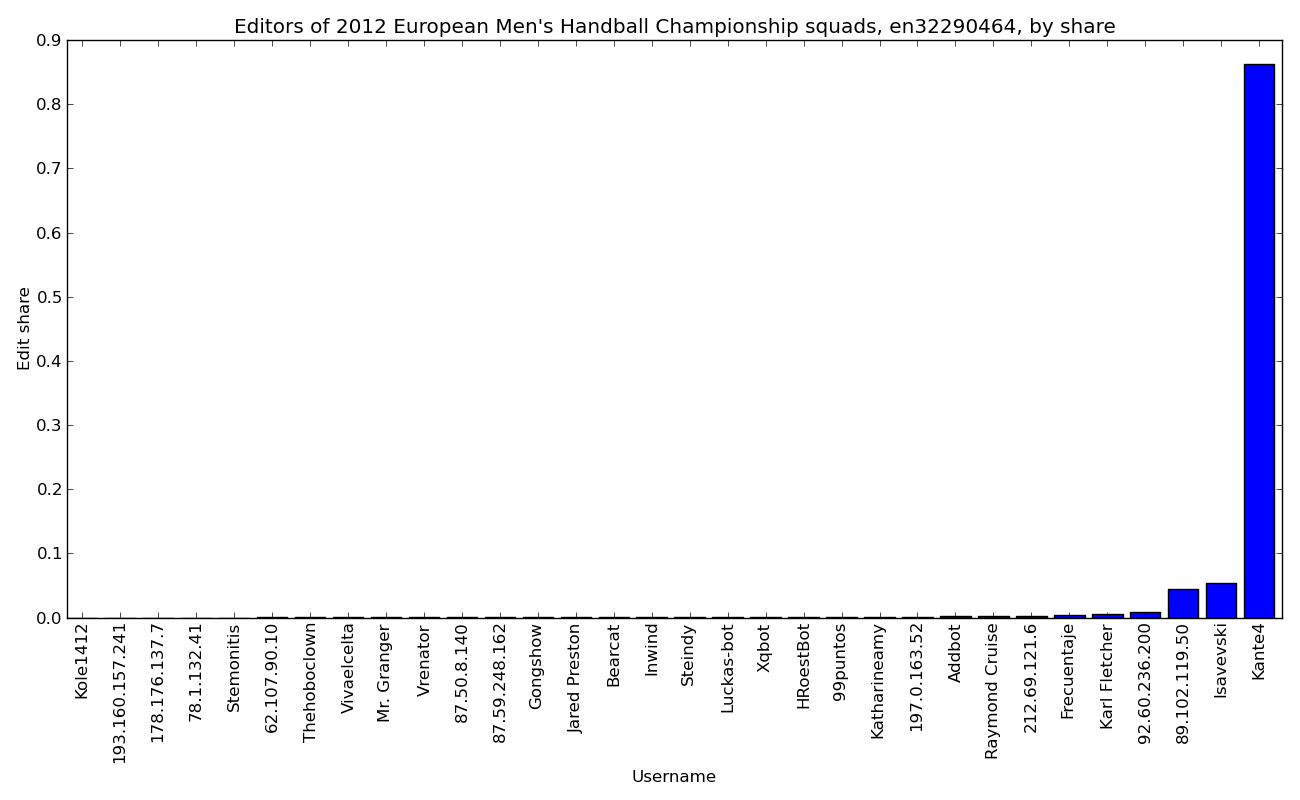 Editors of 2012 European Men's Handball Championship squads, en32290464, by share
0.9
0.8
0.7
0.6
0.5
0.4
0.3
0.2
0.1
0.0
Edit share
Kole1412
193.160.157.241
178.176.137.7
78.1.132.41
Stemonitis
62.107.90.10
Thehoboclown
Vivaelcelta
Mr. Granger
Vrenator
87.50.8.140
87.59.248.162
Gongshow
Jared Preston
Bearcat
Inwind
Steindy
Luckas-bot
Xqbot
HRoestBot
99puntos
Katharineamy
197.0.163.52
Addbot
Raymond Cruise
212.69.121.6
Frecuentaje
Karl Fletcher
92.60.236.200
89.102.119.50
Isavevski
Kante4
Username